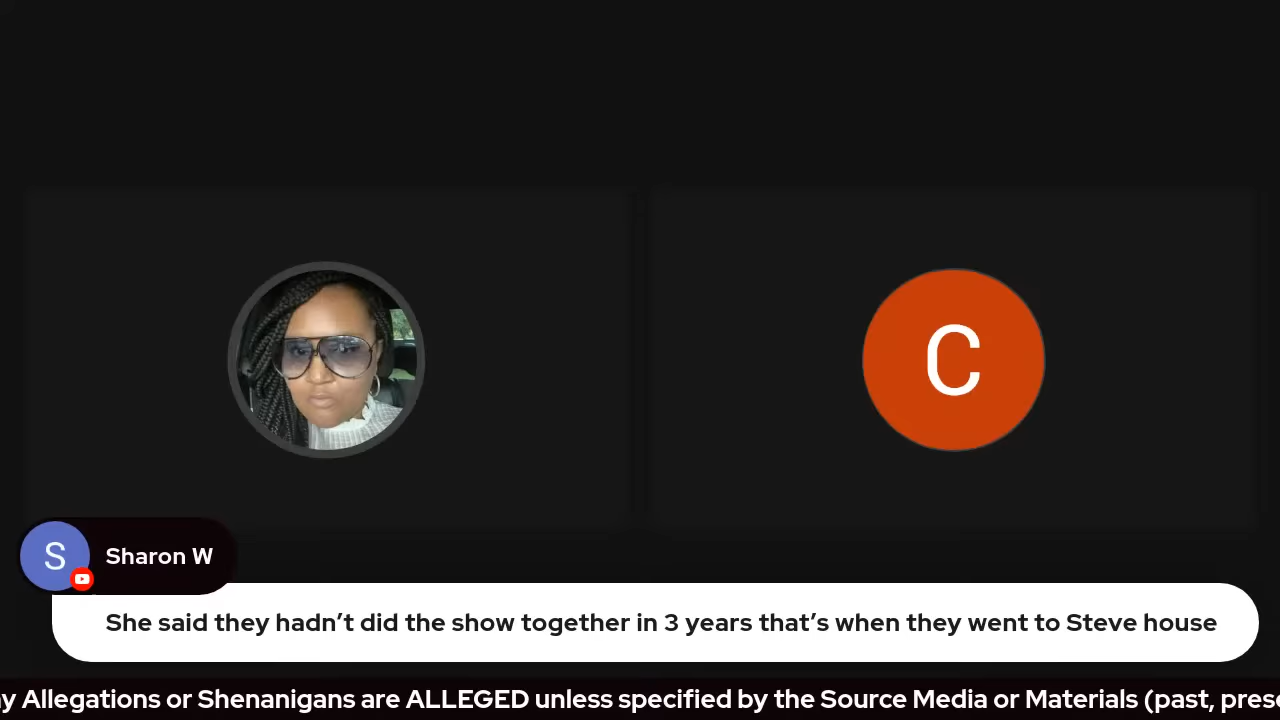 C
S
Sharon W
She said they hadn’t did the show together in 3 years that’s when they went to Steve house
Allegations or Shenanigans are ALLEGED unless specified by the Source Media or Materials (past,